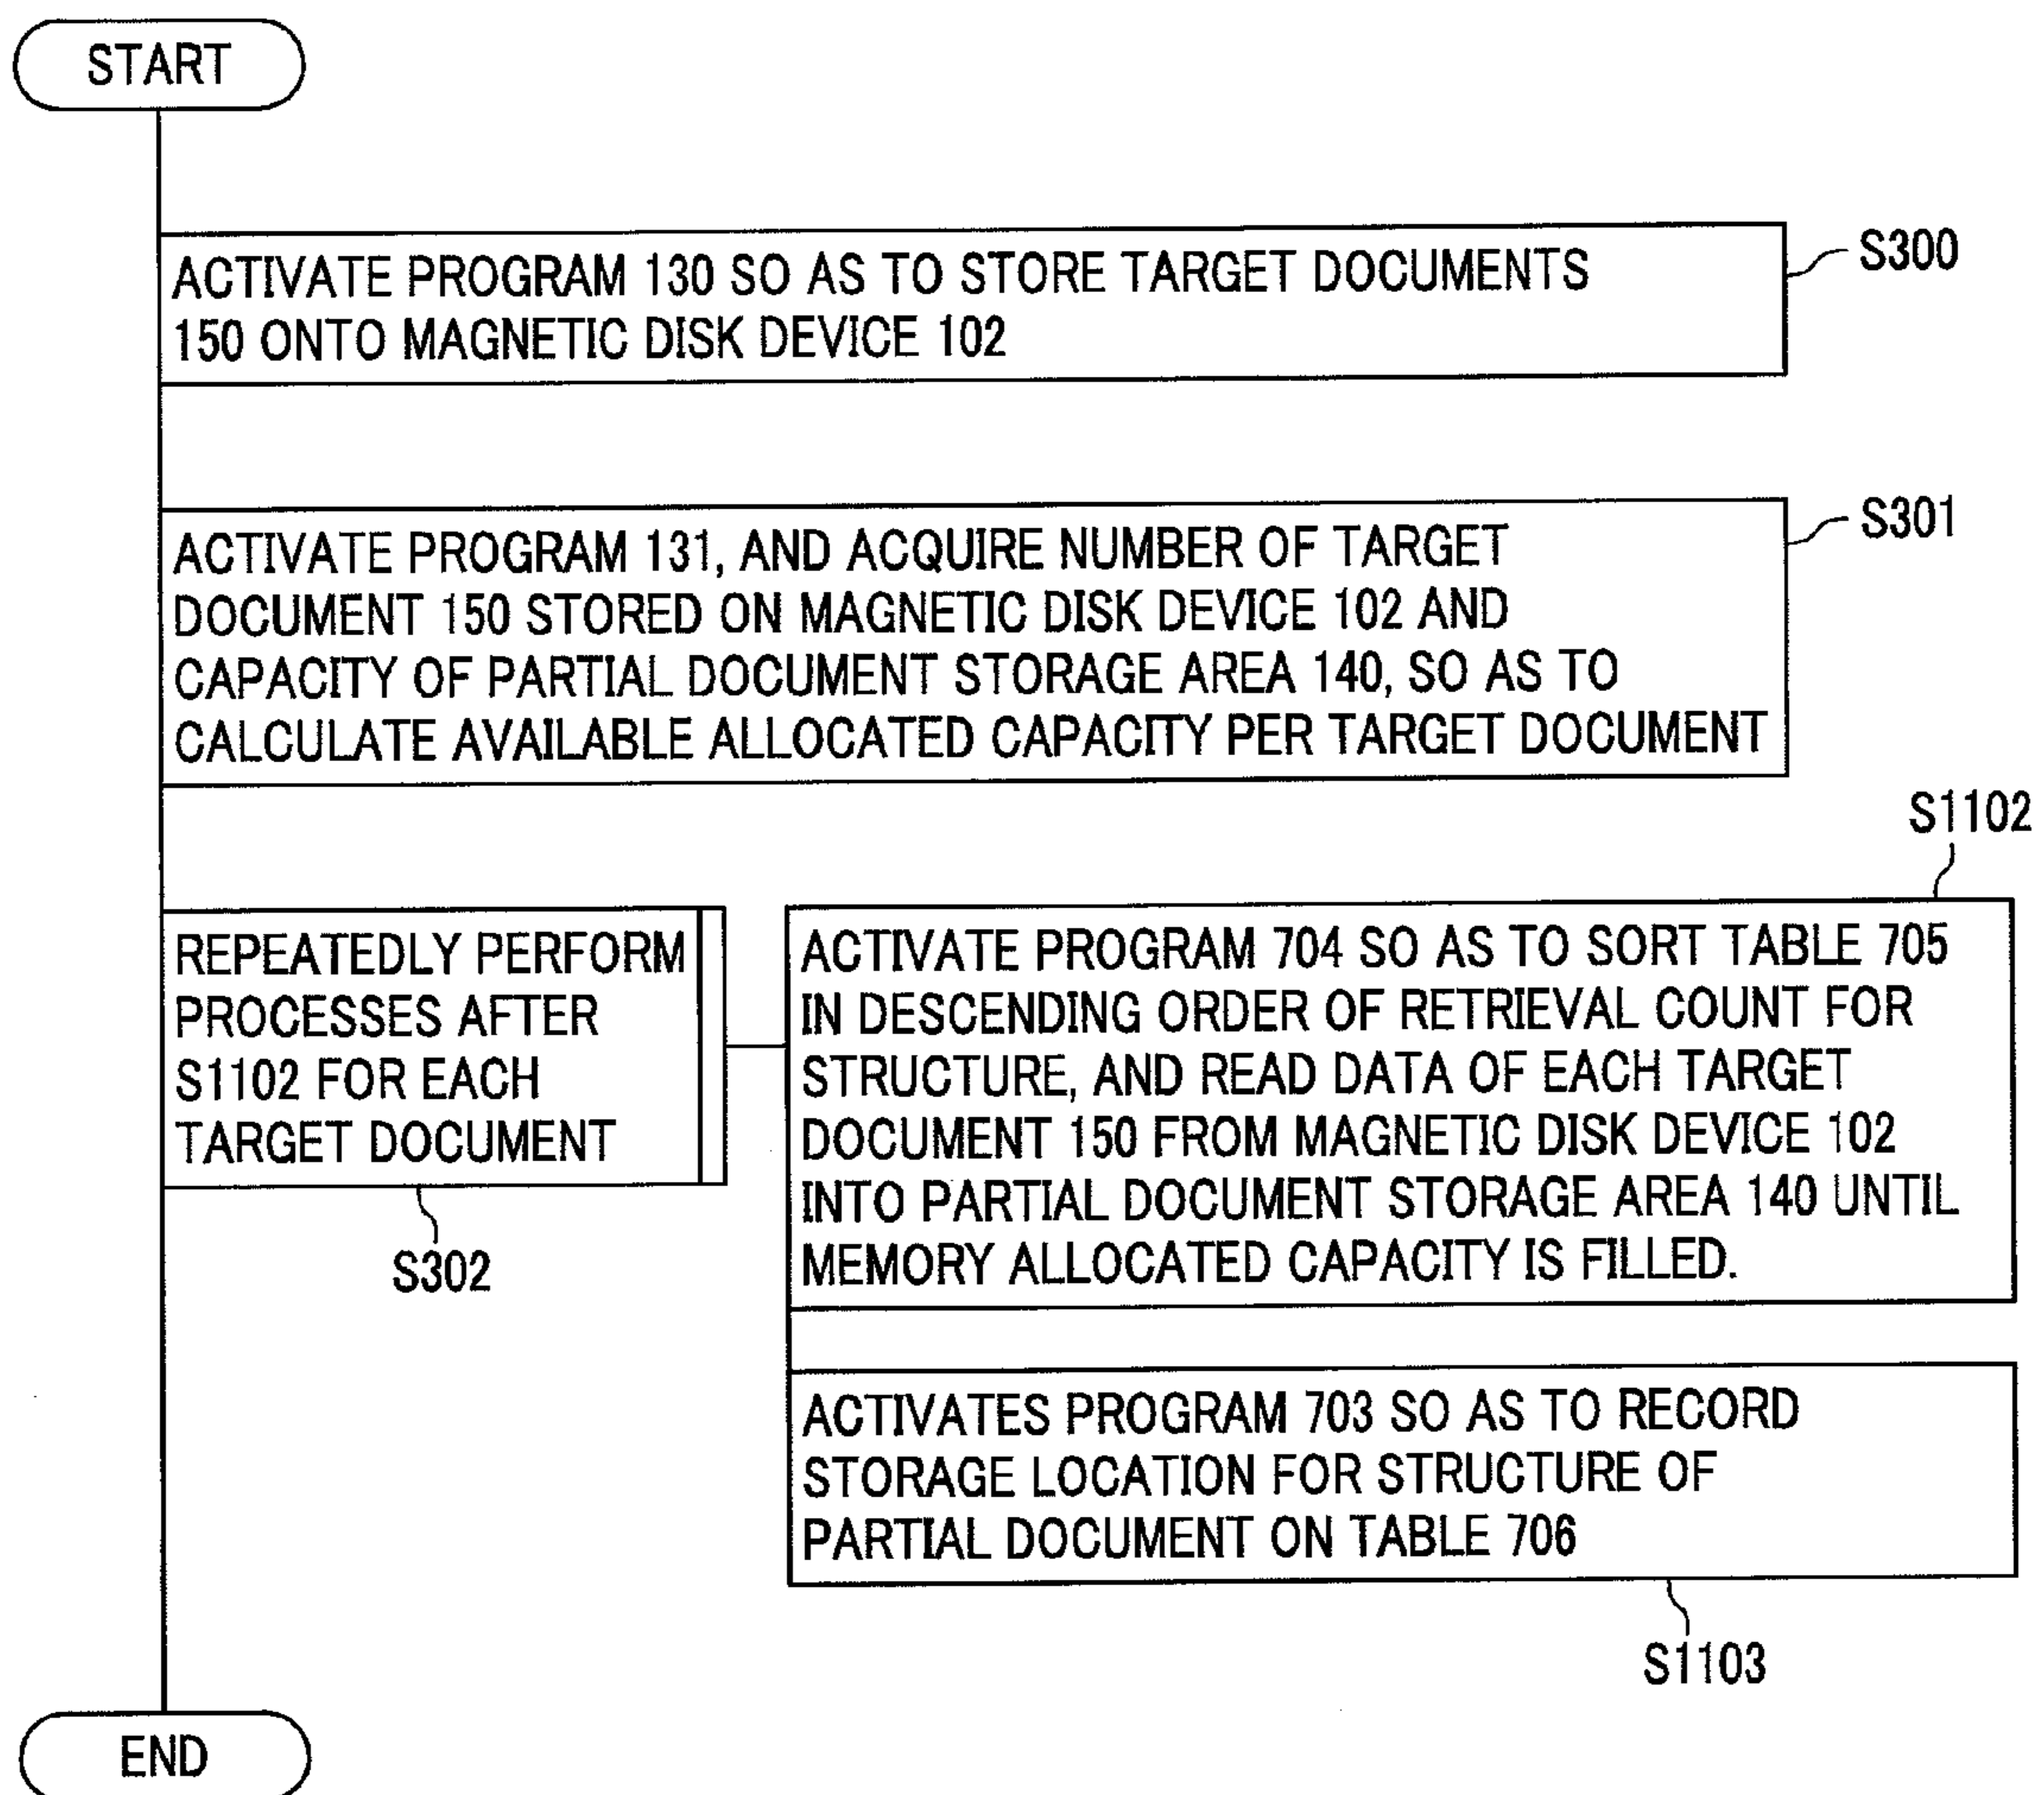 START
ACTIVATE PROGRAM 130 SO AS TO STORE TARGET DOCUMENTS
150 ONTO MAGNETIC DISK DEVICE 102
S300
ACTIVATE PROGRAM 131, AND ACQUIRE NUMBER OF TARGET
DOCUMENT 150 STORED ON MAGNETIC DISK DEVICE 102 AND
CAPACITY OF PARTIAL DOCUMENT STORAGE AREA 140, SO AS TO
CALCULATE AVAILABLE ALLOCATED CAPACITY PER TARGET DOCUMENT
S301
REPEATEDLY PERFORM
PROCESSES AFTER
S1102 FOR EACH
TARGET DOCUMENT
S302
S1102
ACTIVATE PROGRAM 704 SO AS TO SORT TABLE 705
IN DESCENDING ORDER OF RETRIEVAL COUNT FOR
STRUCTURE, AND READ DATA OF EACH TARGET
DOCUMENT 150 FROM MAGNETIC DISK DEVICE 102
INTO PARTIAL DOCUMENT STORAGE AREA 140 UNTIL
MEMORY ALLOCATED CAPACITY IS FILLED.
ACTIVATES PROGRAM 703 SO AS TO RECORD
STORAGE LOCATION FOR STRUCTURE OF
PARTIAL DOCUMENT ON TABLE 706
S1103
END